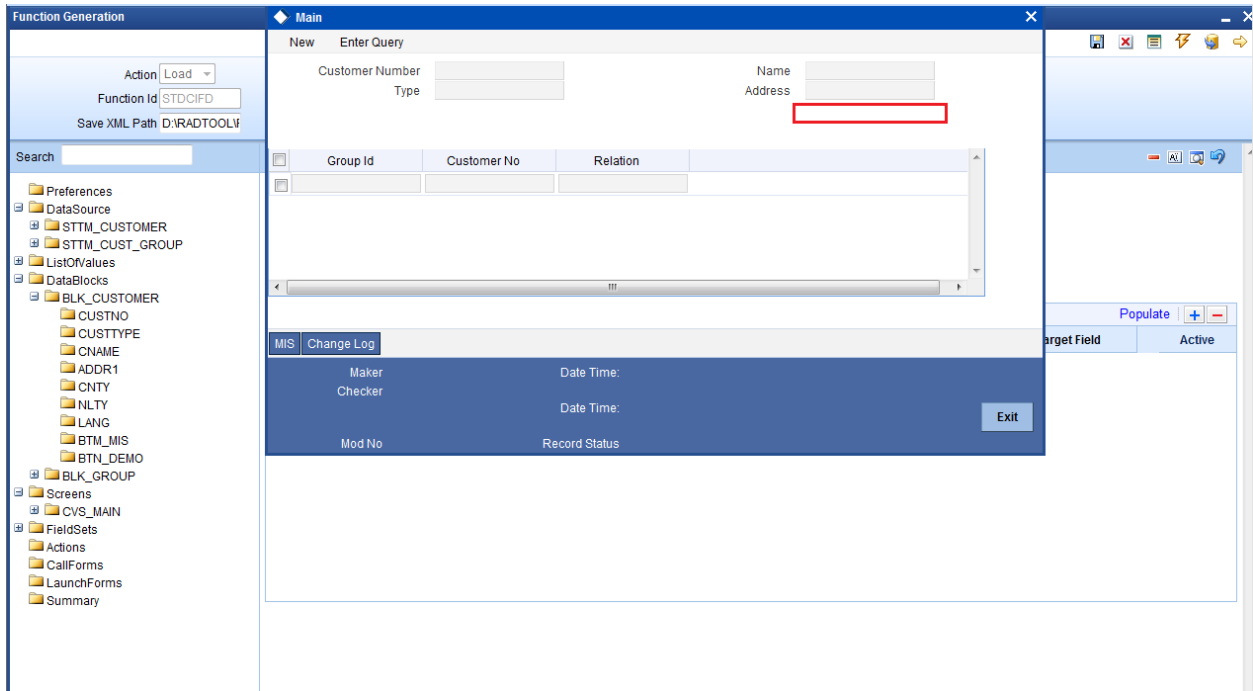 Function Generation
Main
New Enter Query
Action Load
Function Id STDCIFD
Save XML Path D:\RADTOOL\
Customer Number
Name
Type
Address
Search
Group Id Customer No Relation
Preferences
DataSource
STTM_CUSTOMER
STTM_CUST_GROUP
ListOfValues
DataBlocks
BLK_CUSTOMER
CUSTNO
CUSTTYPE
CNAME
ADDR1
CNTY
NLTY
LANG
BTM_MIS
BTN_DEMO
BLK_GROUP
Screens
CVS_MAIN
FieldSets
Actions
CallForms
LaunchForms
Summary
Populate
arget Field Active
MIS Change Log
Maker Date Time:
Checker
Date Time:
Exit
Mod No Record Status